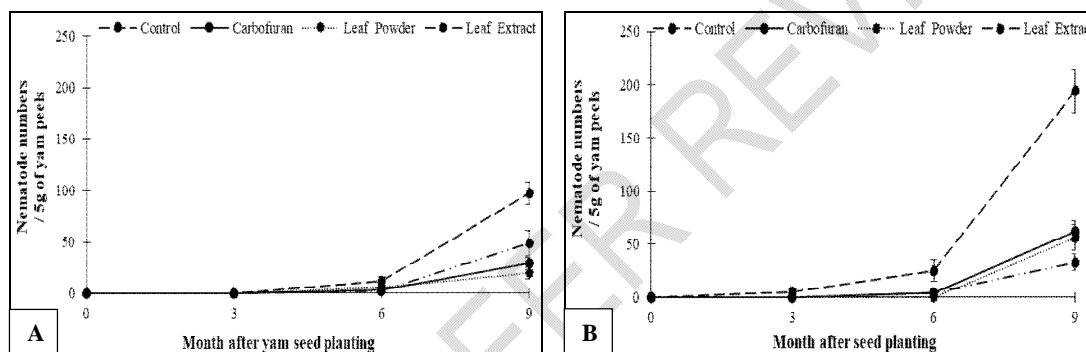 Control Carbofuran Leaf Powder Leaf Extract
250
200
150
100
50
0
Nematode numbers
/ 5g of yam peels
0 3 6 9
Month after yam seed planting
A
Control Carbofuran Leaf Powder Leaf Extract
250
200
150
100
50
0
Nematode numbers
/ 5g of yam peels
0 3 6 9
Month after seed planting
B